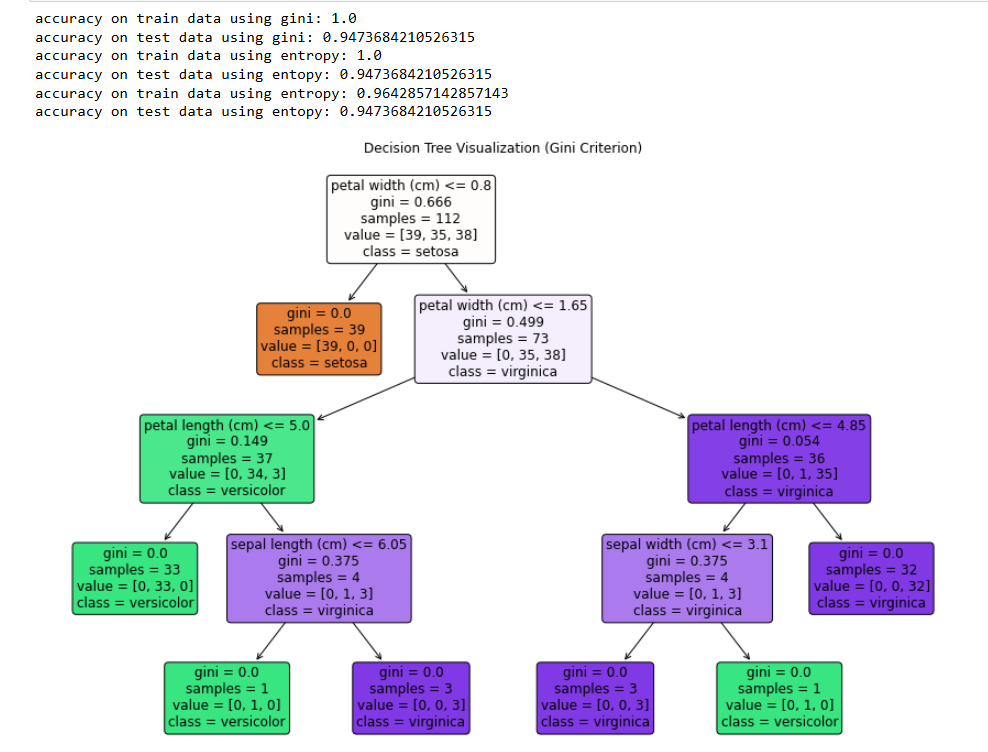 accuracy on train data using gini: 1.0
accuracy on test data using gini: 0.9473684210526315
accuracy on train data using entropy: 1.0
accuracy on test data using entopy: 0.9473684210526315
accuracy on train data using entropy: 0.9642857142857143
accuracy on test data using entopy: 0.9473684210526315
Decision Tree Visualization (Gini Criterion)
petal width (cm) <= 0.8
gini = 0.666
samples = 112
value = [39, 35, 38]
class = setosa
gini = 0.0
samples = 39
value = [39, 0, 0]
class = setosa
petal width (cm) <= 1.65
gini = 0.499
samples = 73
value = [0, 35, 38]
class = virginica
petal length (cm) <= 5.0
gini = 0.149
samples = 37
value = [0, 34, 3]
class = versicolor
petal length (cm) <= 4.85
gini = 0.054
samples = 36
value = [0, 1, 35]
class = virginica
gini = 0.0
samples = 33
value = [0, 33, 0]
class = versicolor
sepal length (cm) <= 6.05
gini = 0.375
samples = 4
value = [0, 1, 3]
class = virginica
sepal width (cm) <= 3.1
gini = 0.375
samples = 4
value = [0, 1, 3]
class = virginica
gini = 0.0
samples = 32
value = [0, 0, 32]
class = virginica
gini = 0.0
samples = 1
value = [0, 1, 0]
class = versicolor
gini = 0.0
samples = 3
value = [0, 0, 3]
class = virginica
gini = 0.0
samples = 3
value = [0, 0, 3]
class = virginica
gini = 0.0
samples = 1
value = [0, 1, 0]
class = versicolor